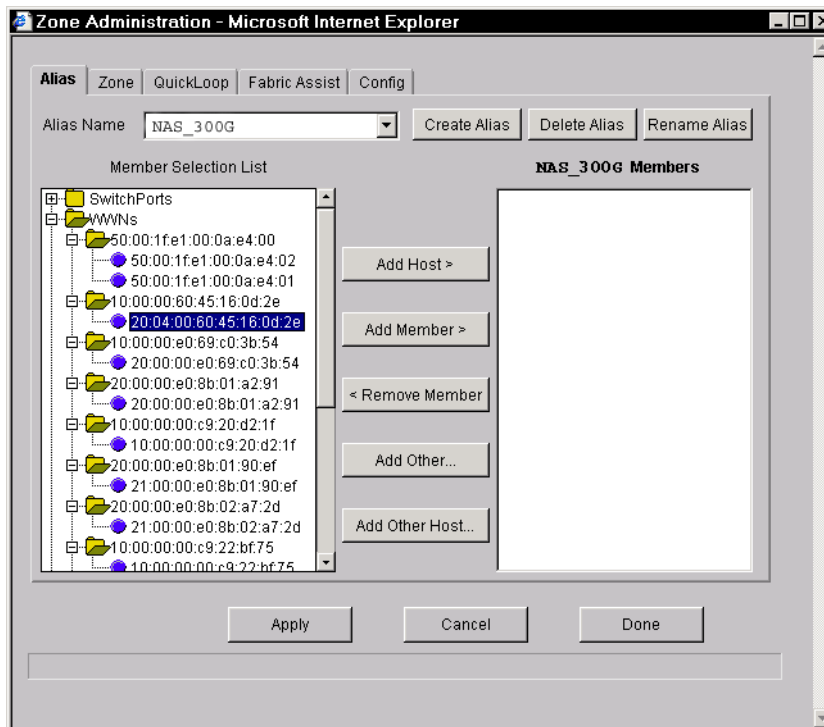 Zone Administration - Microsoft Internet Explorer
Alias Zone QuickLoop Fabric Assist Config
Alias Name NAS_300G Create Alias Delete Alias Rename Alias
Member Selection List NAS_300G Members
SwitchPorts
WWNs
50:00:1f:e1:00:0a:e4:00
50:00:1f:e1:00:0a:e4:02
50:00:1f:e1:00:0a:e4:01
10:00:00:60:45:16:0d:2e
20:04:00:60:45:16:0d:2e
10:00:00:e0:69:c0:3b:54
20:00:00:e0:69:c0:3b:54
20:00:00:e0:8b:01:a2:91
20:00:00:e0:8b:01:a2:91
10:00:00:00:c9:20:d2:1f
10:00:00:00:c9:20:d2:1f
20:00:00:e0:8b:01:90:ef
21:00:00:e0:8b:01:90:ef
20:00:00:e0:8b:02:a7:2d
21:00:00:e0:8b:02:a7:2d
10:00:00:00:c9:22:bf:75
10:00:00:00:c9:22:bf:75
Add Host >
Add Member >
< Remove Member
Add Other...
Add Other Host...
Apply Cancel Done